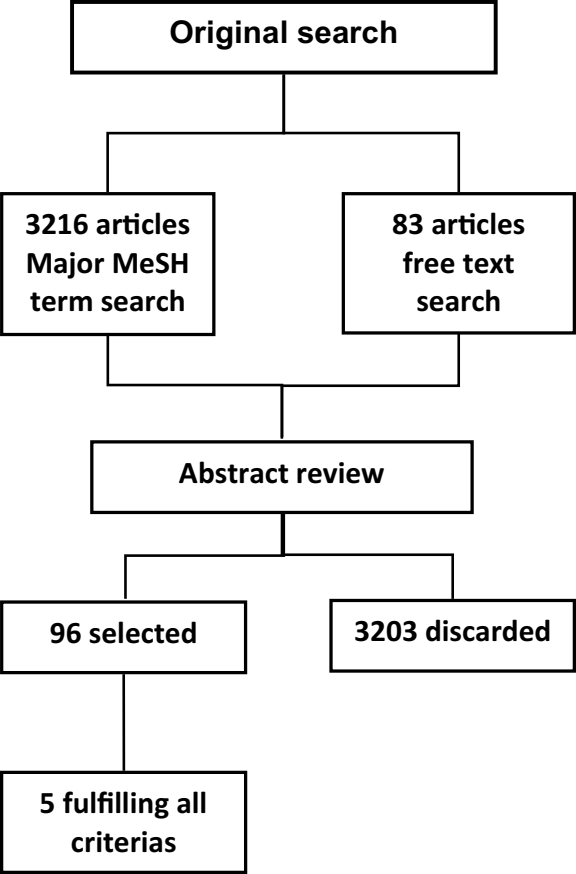 Original search
3216 articles
Major MeSH
term search
83 articles
free text
search
Abstract review
96 selected
3203 discarded
5 fulfilling all
criterias